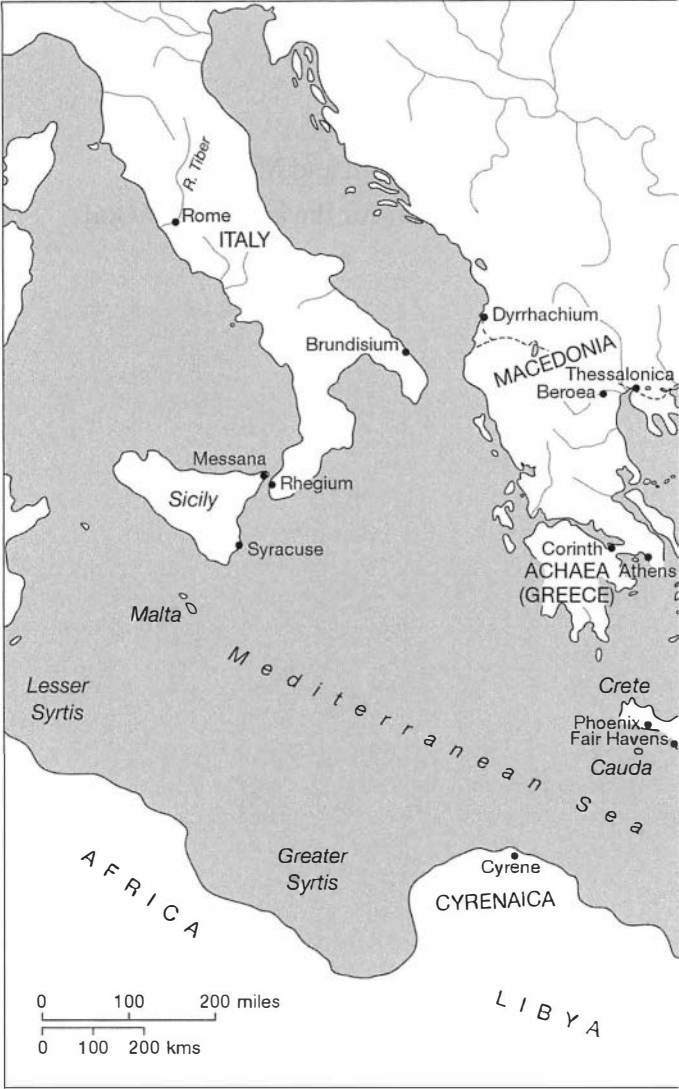 R. Tiber
Rome
ITALY
Dyrrhachium
Brundisium
MACEDONIA
Thessalonica
Beroea
Messana
Rhegium
Sicily
Syracuse
Corinth
ACHAEA Athens
(GREECE)
Malta
Mediterranean Sea
Lesser
Syrtis
Crete
Phoenix
Fair Havens
Cauda
AFRICA
Greater
Syrtis
Cyrene
CYRENAICA
LIBYA
0 100 200 miles
0 100 200 kms